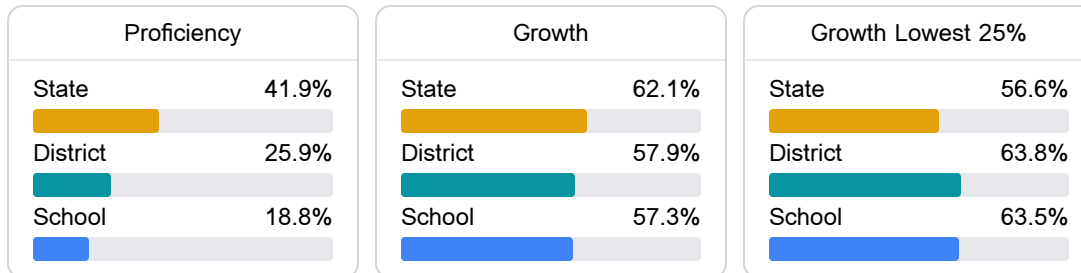 Proficiency
State 41.9%
District 25.9%
School 18.8%
Growth
State 62.1%
District 57.9%
School 57.3%
Growth Lowest 25%
State 56.6%
District 63.8%
School 63.5%